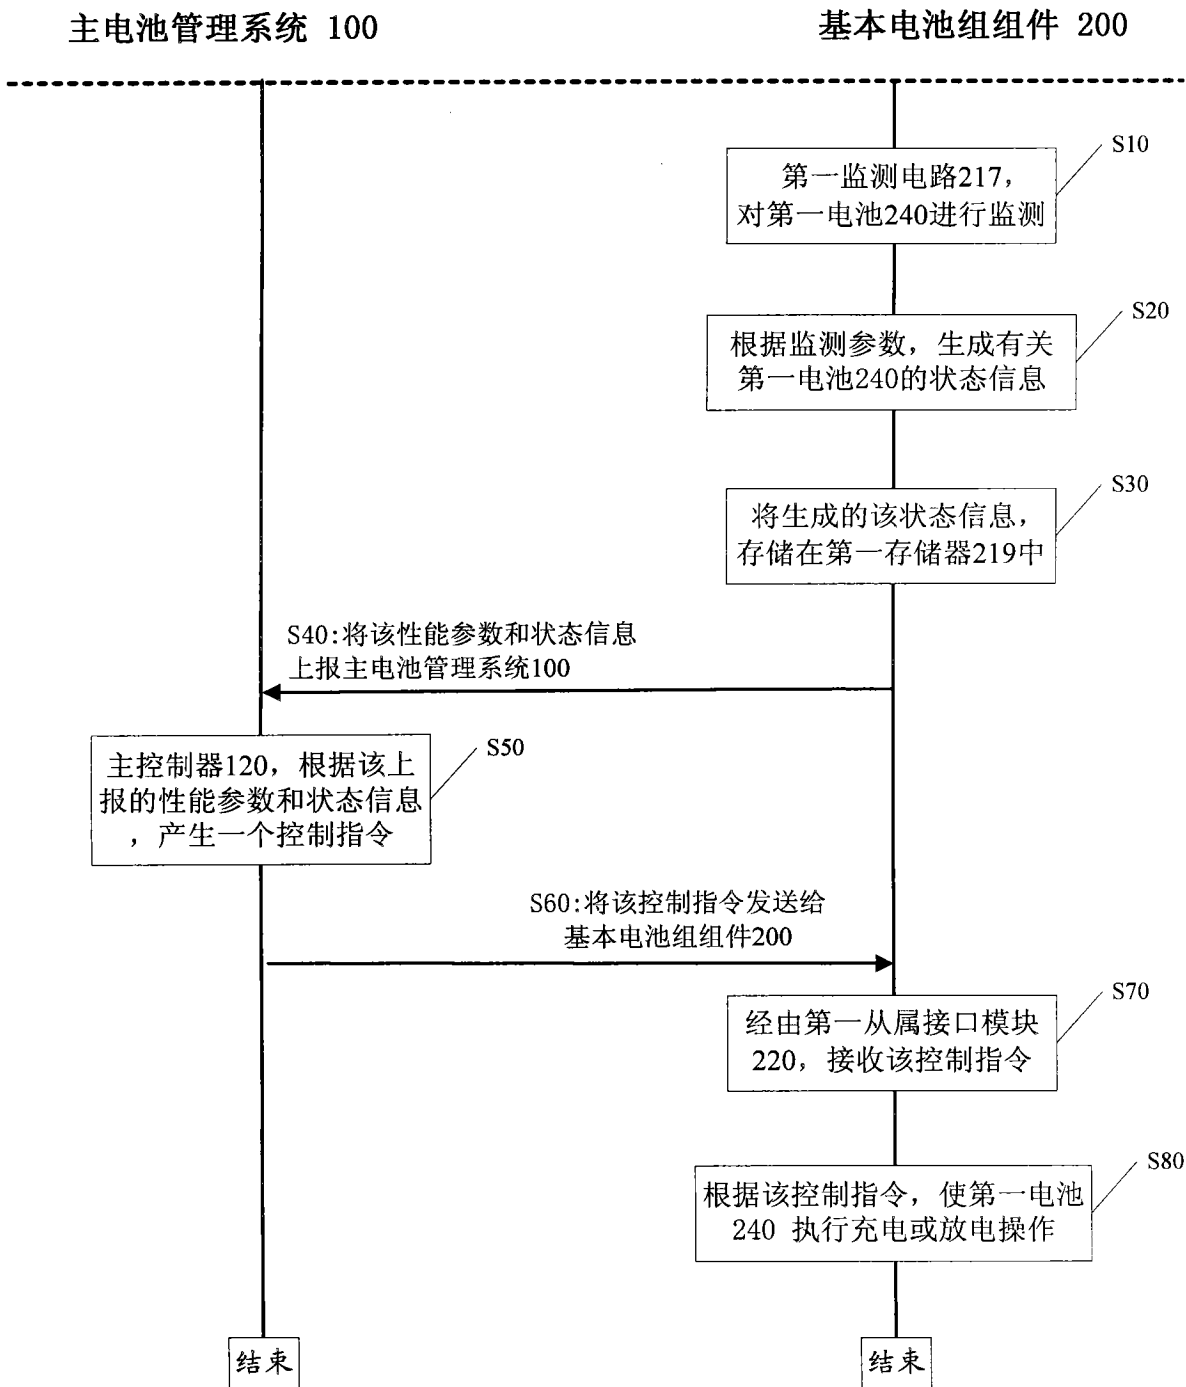 主电池管理系统 100
基本电池组组件 200
S10
第一监测电路217，
对第一电池240进行监测
S20
根据监测参数，生成有关
第一电池240的状态信息
S30
将生成的该状态信息，
存储在第一存储器219中
S40:将该性能参数和状态信息
上报主电池管理系统100
S50
主控制器120，根据该上
报的性能参数和状态信息
，产生一个控制指令
S60:将该控制指令发送给
基本电池组组件200
S70
经由第一从属接口模块
220，接收该控制指令
S80
根据该控制指令，使第一电池
240 执行充电或放电操作
结束
结束